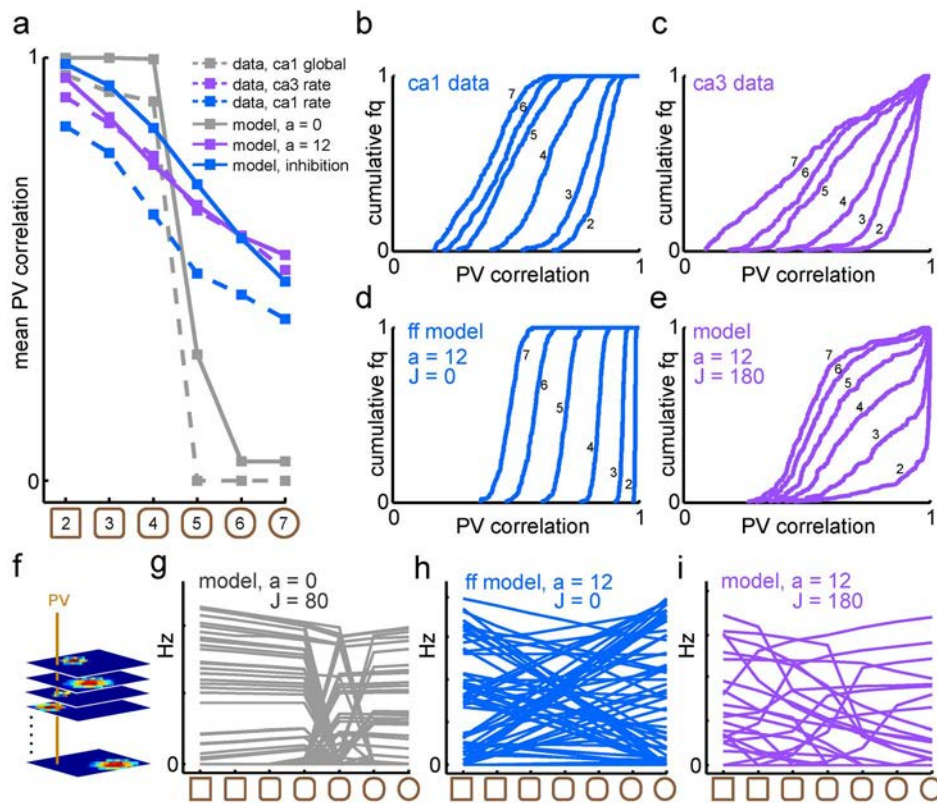 a
1
mean PV correlation
0
2 3 4 5 6 7
data, ca1 global
data, ca3 rate
data, ca1 rate
model, a = 0
model, a = 12
model, inhibition
b
1
cumulative fq
0
ca1 data
7
6
5
4
3
2
0 PV correlation 1
c
1
cumulative fq
0
ca3 data
7
6
5
4
3
2
0 PV correlation 1
d
1
cumulative fq
0
ff model
a = 12
J = 0
7
6
5
4
3
2
0 PV correlation 1
e
1
cumulative fq
0
model
a = 12
J = 180
7
6
5
4
3
2
0 PV correlation 1
f
PV
g
model, a = 0
J = 80
Hz
h
ff model, a = 12
J = 0
Hz
i
model, a = 12
J = 180
Hz